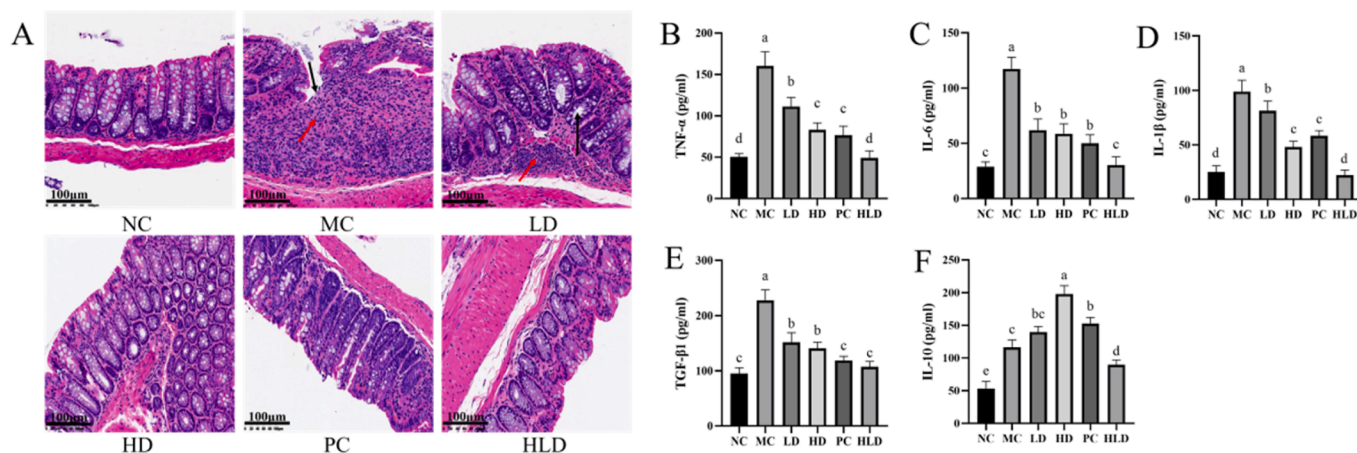 A
100μm
100μm
100μm
NC
MC
LD
100μm
100μm
100μm
HD
PC
HLD
B
TNF-α (pg/ml)
200
150
100
50
0
d
a
b
c
c
d
NC MC LD HD PC HLD
C
IL-6 (pg/ml)
150
100
50
0
c
a
b
b
b
c
NC MC LD HD PC HLD
D
IL-1β (pg/ml)
150
100
50
0
d
a
b
c
c
d
NC MC LD HD PC HLD
E
TGF-β1 (pg/ml)
300
200
100
0
c
a
b
b
c
c
NC MC LD HD PC HLD
F
IL-10 (pg/ml)
250
200
150
100
50
0
e
c
bc
a
b
d
NC MC LD HD PC HLD